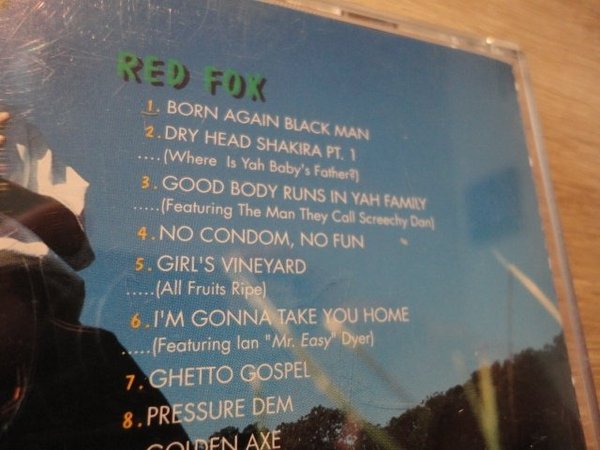 RED FOX
1. BORN AGAIN BLACK MAN
2. DRY HEAD SHAKIRA PT. 1
....(Where Is Yah Baby's Father?)
3. GOOD BODY RUNS IN YAH FAMILY
.....(Featuring The Man They Call Screechy Dan)
4. NO CONDOM, NO FUN
5. GIRL'S VINEYARD
.....(All Fruits Ripe)
6. I'M GONNA TAKE YOU HOME
.....(Featuring Ian "Mr. Easy" Dyer)
7. GHETTO GOSPEL
8. PRESSURE DEM
GOLDEN AXE